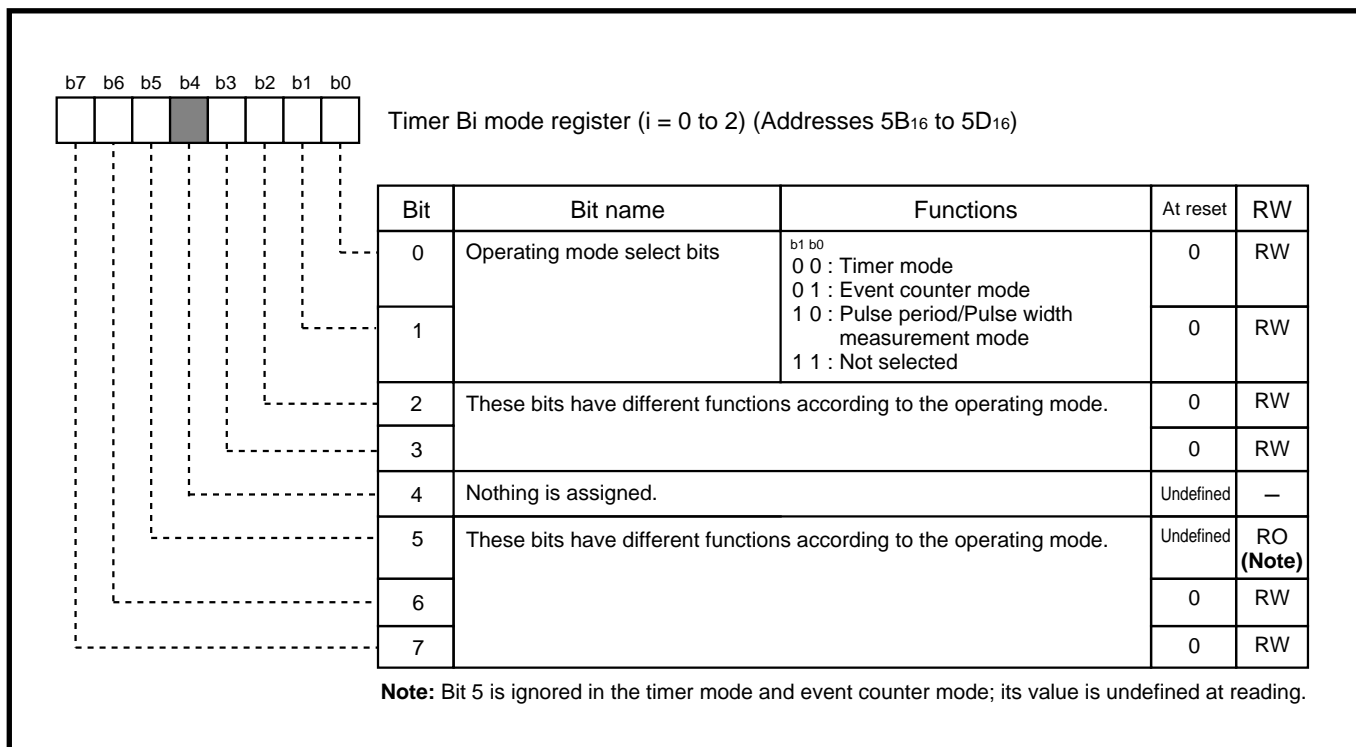 b7 b6 b5 b4 b3 b2 b1 b0
Timer Bi mode register (i = 0 to 2) (Addresses 5B16 to 5D16)
Bit Bit name Functions At reset RW
0 Operating mode select bits b1 b0 0 RW
0 0 : Timer mode
0 1 : Event counter mode
1 1 0 : Pulse period/Pulse width 0 RW
measurement mode
1 1 : Not selected
2 These bits have different functions according to the operating mode. 0 RW
3 0 RW
4 Nothing is assigned. Undefined –
5 These bits have different functions according to the operating mode. Undefined RO
(Note)
6 0 RW
7 0 RW
Note: Bit 5 is ignored in the timer mode and event counter mode; its value is undefined at reading.